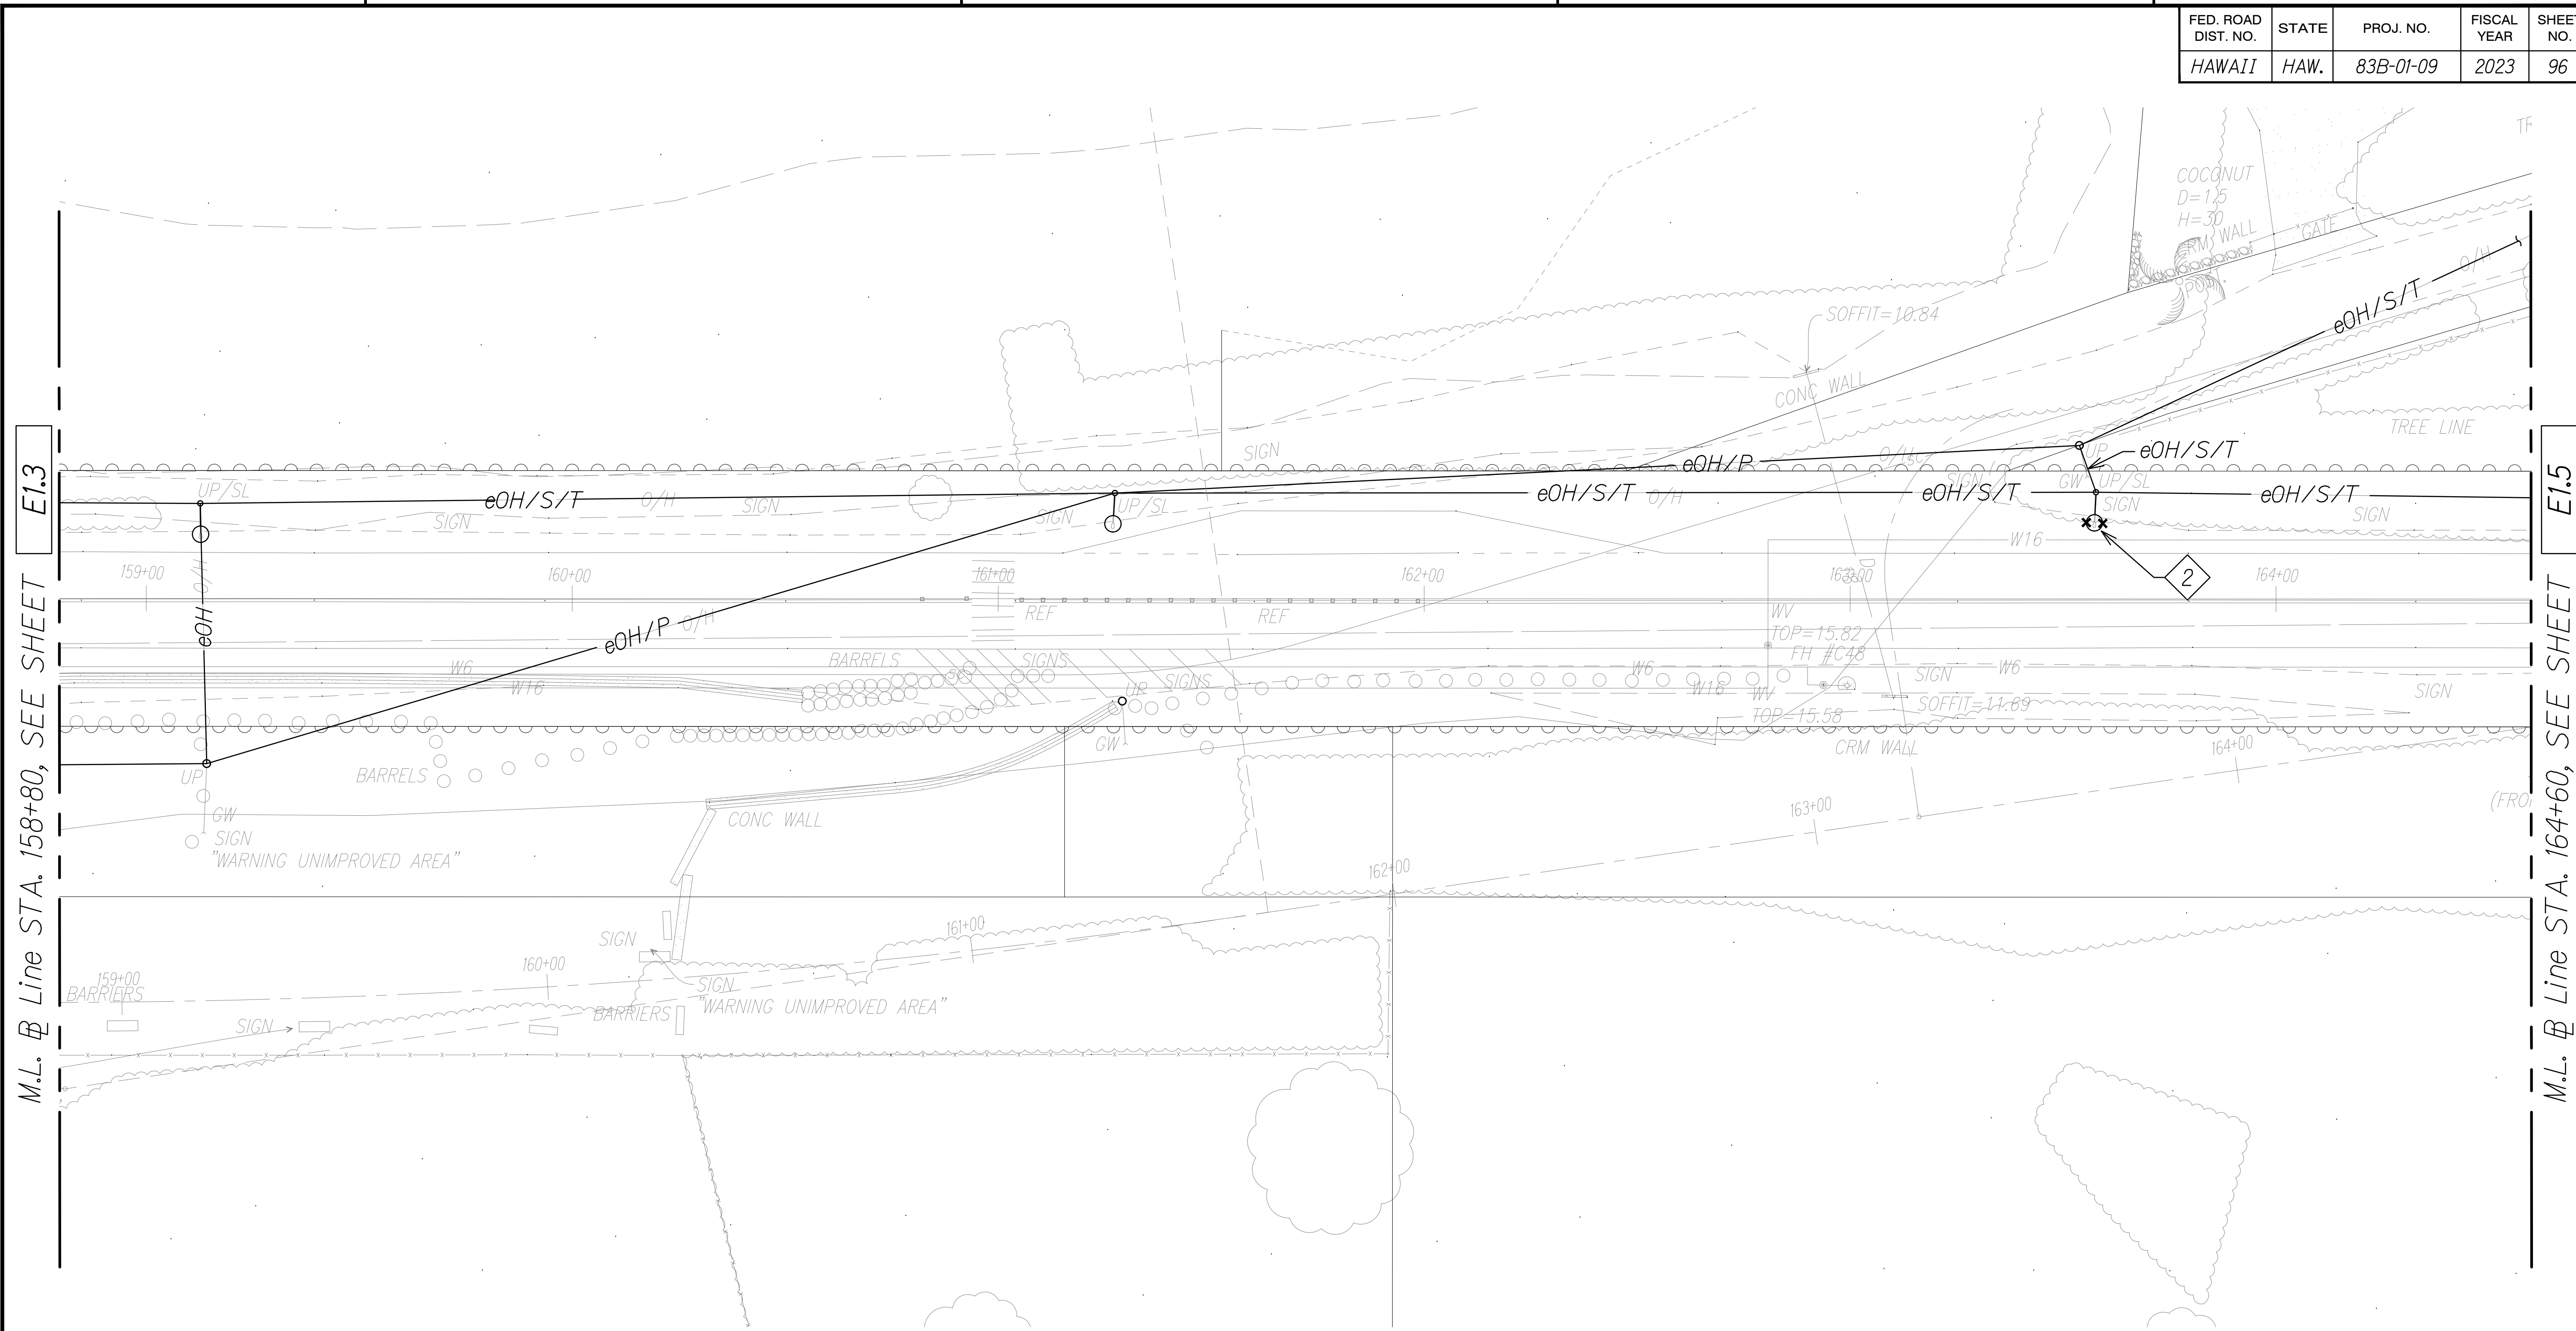 FED. ROAD DIST. NO.
STATE
PROJ. NO.
FISCAL YEAR
SHEET NO.
HAWAII
HAW.
83B-01-09
2023
96
COCONUT
D=1.5
H=30
CRM WALL
GATE
POLY
O/H
SOFFIT=10.84
eOH/S/T
CONC WALL
TREE LINE
SIGN
eOH/P
O/H
UP
eOH/S/T
E1.3
UP/SL
eOH/S/T
O/H
SIGN
SIGN
UP/SL
SIGN
eOH/S/T
O/H
eOH/S/T
SIGN
GW
UP/SL
SIGN
eOH/S/T
SIGN
E1.5
W16
2
159+00
160+00
161+00
162+00
163+00
164+00
eOH
O/H
eOH/P
O/H
REF
REF
WV
TOP=15.82
FH #C48
W6
W16
BARRELS
SIGNS
UP
SIGNS
W6
W16
WV
TOP=15.58
W6
SIGN
SOFFIT=11.69
SIGN
GW
CRM WALL
164+00
UP
BARRELS
GW
SIGN
"WARNING UNIMPROVED AREA"
CONC WALL
163+00
162+00
161+00
160+00
159+00
BARRIERS
SIGN
SIGN
"WARNING UNIMPROVED AREA"
SIGN
BARRIERS
M.L. B Line STA. 158+80, SEE SHEET
M.L. B Line STA. 164+60, SEE SHEET